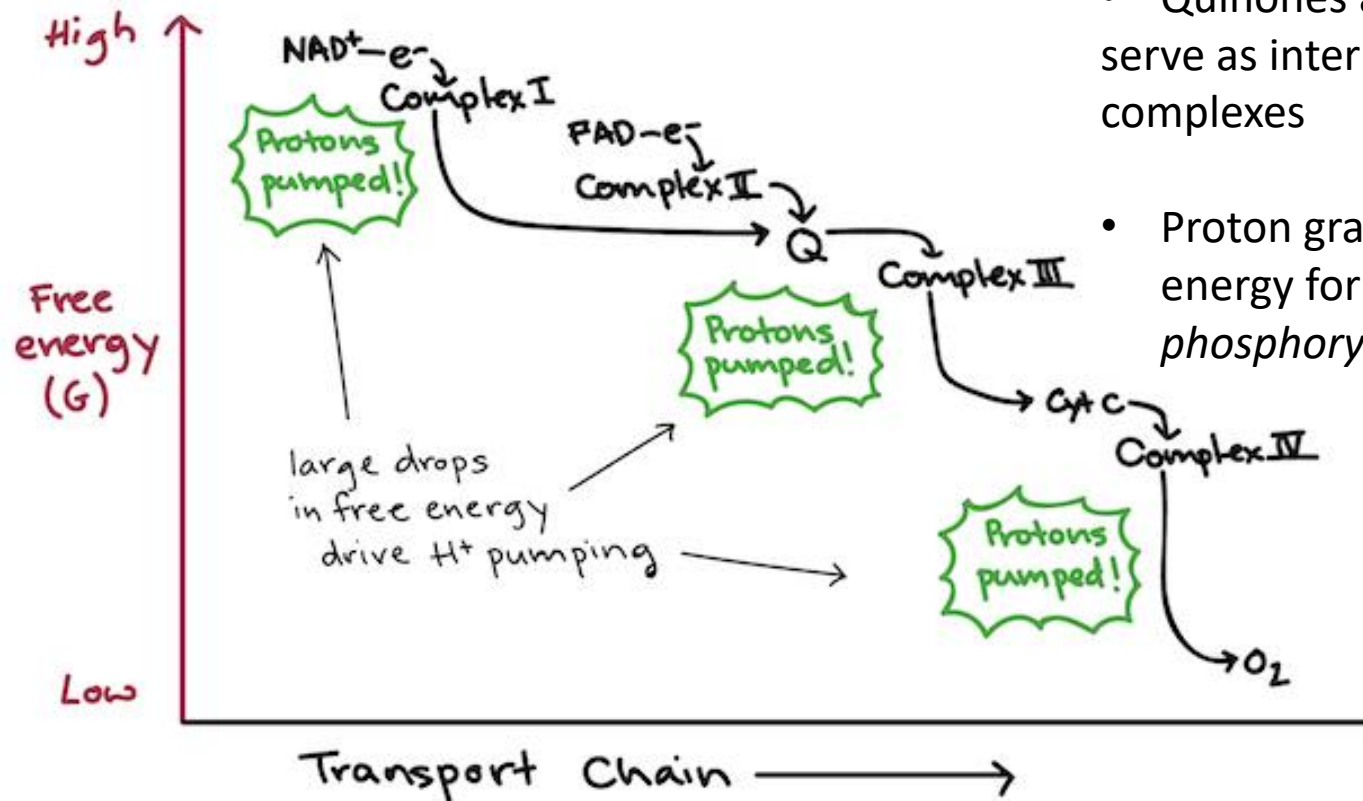 High
NAD⁺—e⁻
Complex I
Protons
pumped!
FAD—e⁻
Complex II
Q
Complex III
Protons
pumped!
Free
energy
(G)
Cyt C
Complex IV
large drops
in free energy
drive H⁺ pumping
Protons
pumped!
O₂
Low
Transport Chain
• Quinones
serve as inter
complexes
• Proton gra
energy for
phosphory